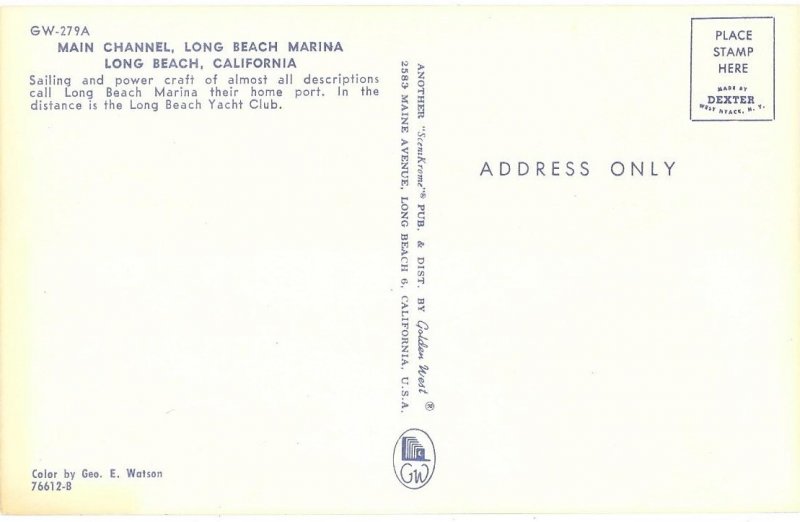 GW-279A
MAIN CHANNEL, LONG BEACH MARINA
LONG BEACH, CALIFORNIA
Sailing and power craft of almost all descriptions
call Long Beach Marina their home port. In the
distance is the Long Beach Yacht Club.
Color by Geo. E. Watson
76612-B
ANOTHER "ScenKrome"® PUB. & DIST. BY Golden West ®
2583 MAINE AVENUE, LONG BEACH 6, CALIFORNIA, U.S.A.
GW
PLACE
STAMP
HERE
MADE BY
DEXTER
WEST NYACK, N. Y.
ADDRESS ONLY